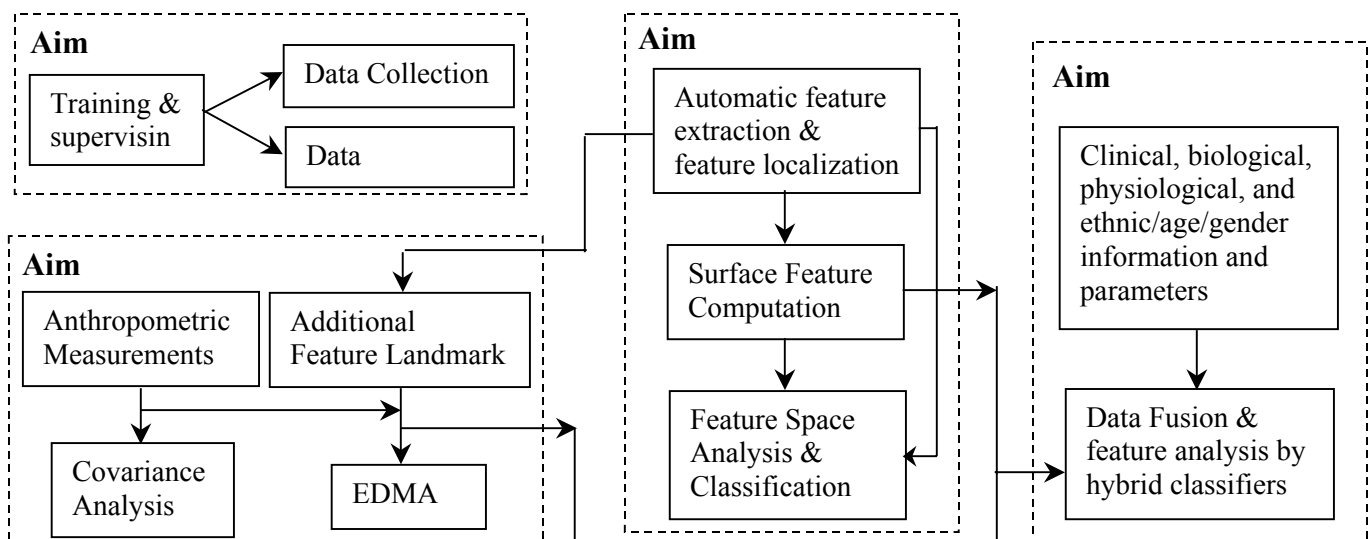 Aim
Training &
supervisin
Data Collection
Data
Aim
Anthropometric
Measurements
Additional
Feature Landmark
Covariance
Analysis
EDMA
Aim
Automatic feature
extraction &
feature localization
Surface Feature
Computation
Feature Space
Analysis &
Classification
Aim
Clinical, biological,
physiological, and
ethnic/age/gender
information and
parameters
Data Fusion &
feature analysis by
hybrid classifiers